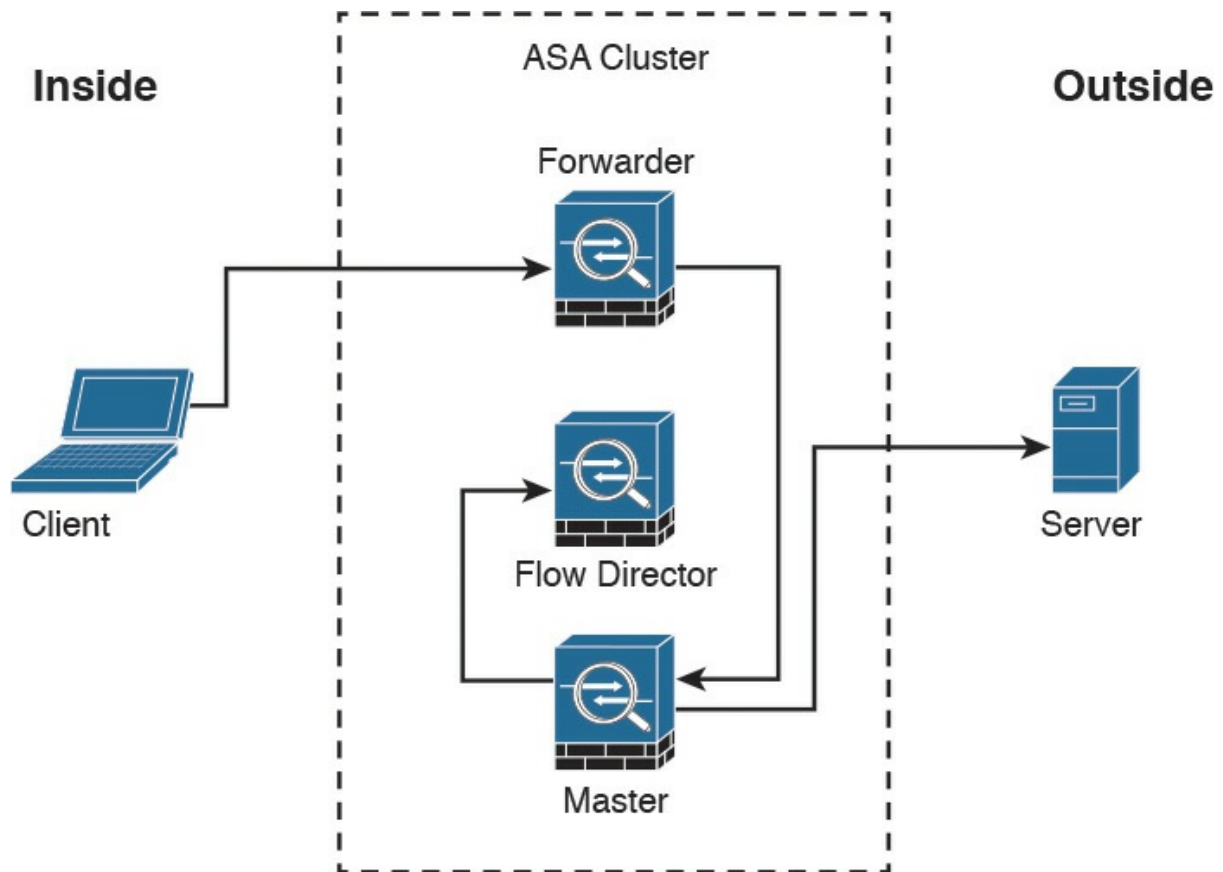 ASA Cluster
Inside
Outside
Forwarder
Client
Flow Director
Server
Master